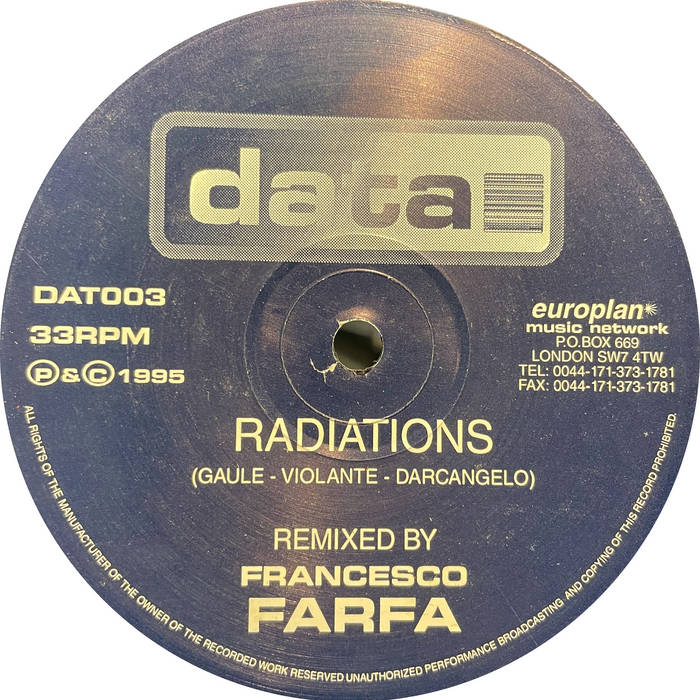 data
DAT003
33RPM
Ⓟ & © 1995
europlan*
music network
P.O.BOX 669
LONDON SW7 4TW
TEL: 0044-171-373-1781
FAX: 0044-171-373-1781
RADIATIONS
(GAULE - VIOLANTE - DARCANGELO)
REMIXED BY
FRANCESCO
FARFA
ALL RIGHTS OF THE MANUFACTURER OF THE OWNER OF THE RECORDED WORK RESERVED UNAUTHORIZED PERFORMANCE BROADCASTING AND COPYING OF THIS RECORD PROHIBITED.